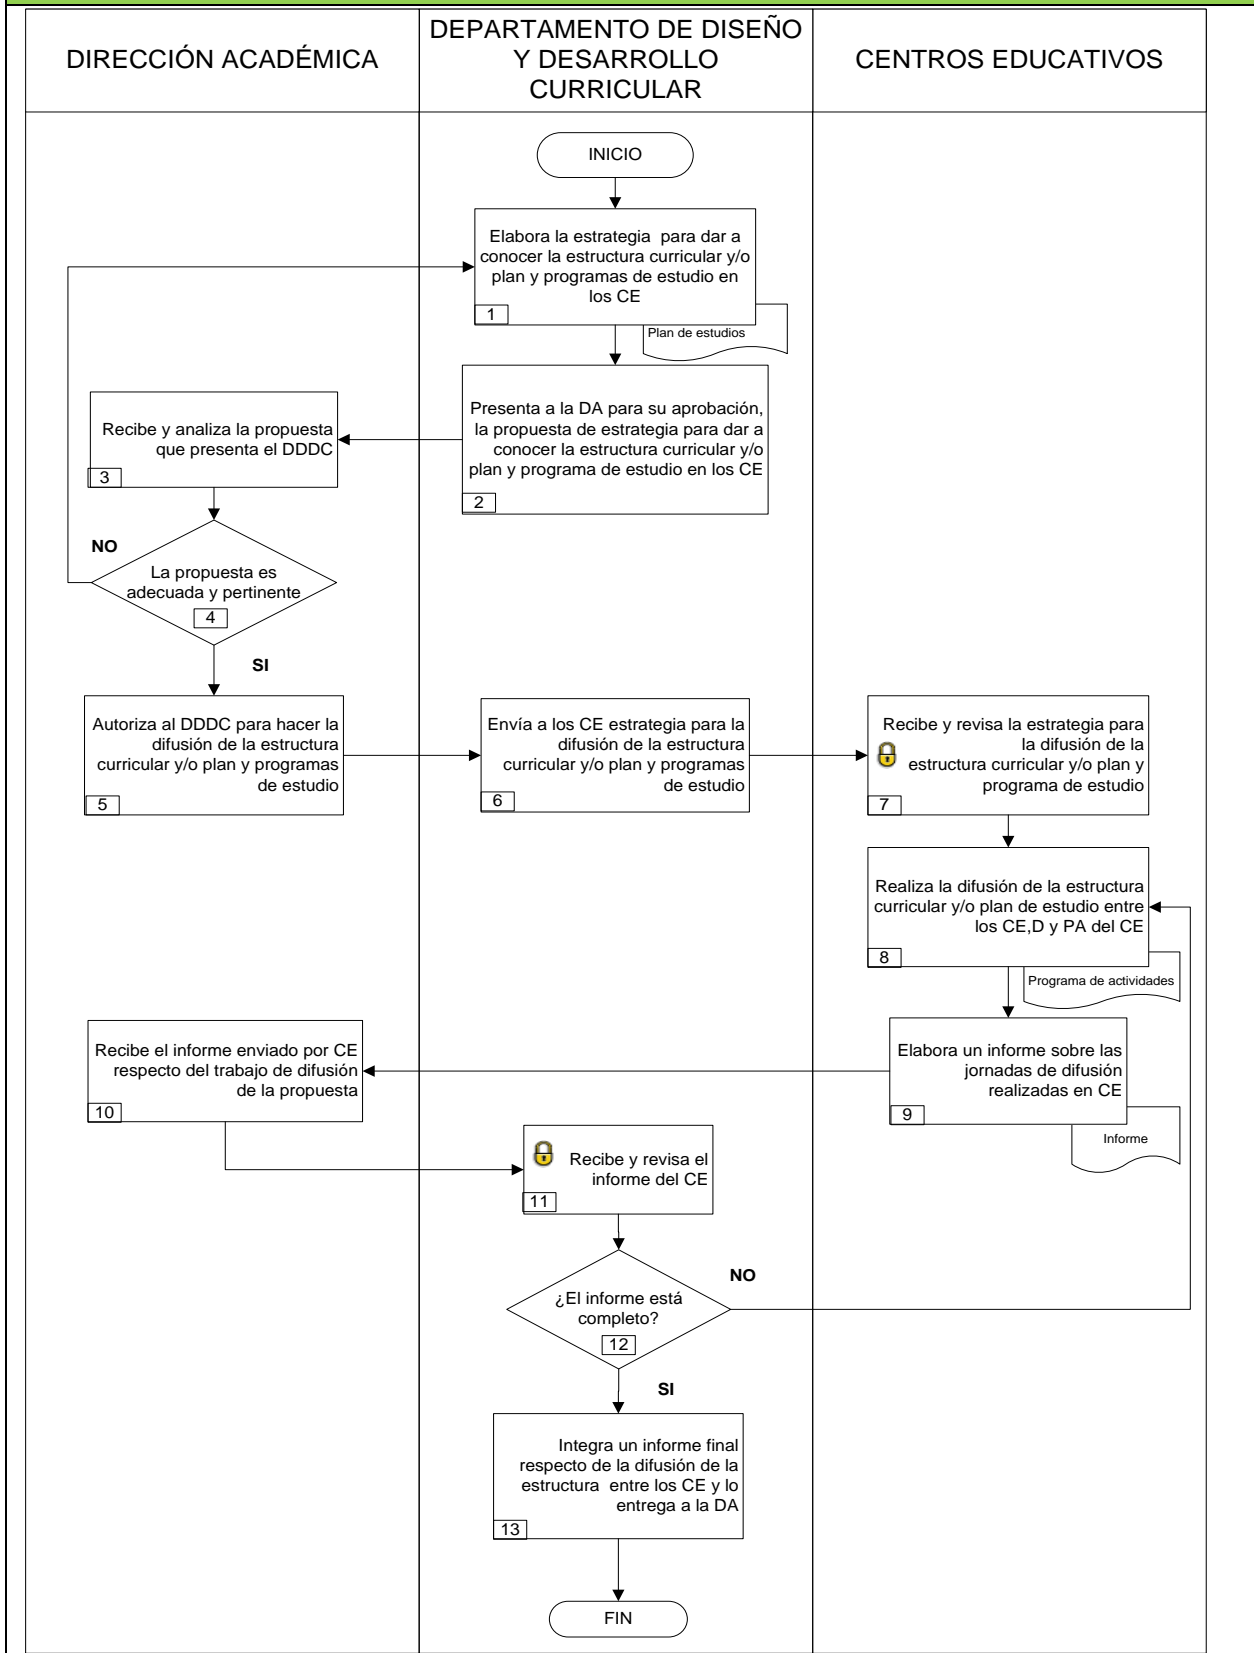 DIRECCIÓN ACADÉMICA
DEPARTAMENTO DE DISEÑO
Y DESARROLLO
CURRICULAR
CENTROS EDUCATIVOS
INICIO
Elabora la estrategia para dar a
conocer la estructura curricular y/o
plan y programas de estudio en
los CE
1
Plan de estudios
Presenta a la DA para su aprobación,
la propuesta de estrategia para dar a
conocer la estructura curricular y/o
plan y programa de estudio en los CE
2
Recibe y analiza la propuesta
que presenta el DDDC
3
NO
La propuesta es
adecuada y pertinente
4
SI
Autoriza al DDDC para hacer la
difusión de la estructura
curricular y/o plan y programas
de estudio
5
Envía a los CE estrategia para la
difusión de la estructura
curricular y/o plan y programas
de estudio
6
Recibe y revisa la estrategia para
la difusión de la
estructura curricular y/o plan y
programa de estudio
7
Realiza la difusión de la estructura
curricular y/o plan de estudio entre
los CE,D y PA del CE
8
Programa de actividades
Elabora un informe sobre las
jornadas de difusión
realizadas en CE
9
Informe
Recibe el informe enviado por CE
respecto del trabajo de difusión
de la propuesta
10
Recibe y revisa el
informe del CE
11
¿El informe está
completo?
12
NO
SI
Integra un informe final
respecto de la difusión de la
estructura entre los CE y lo
entrega a la DA
13
FIN